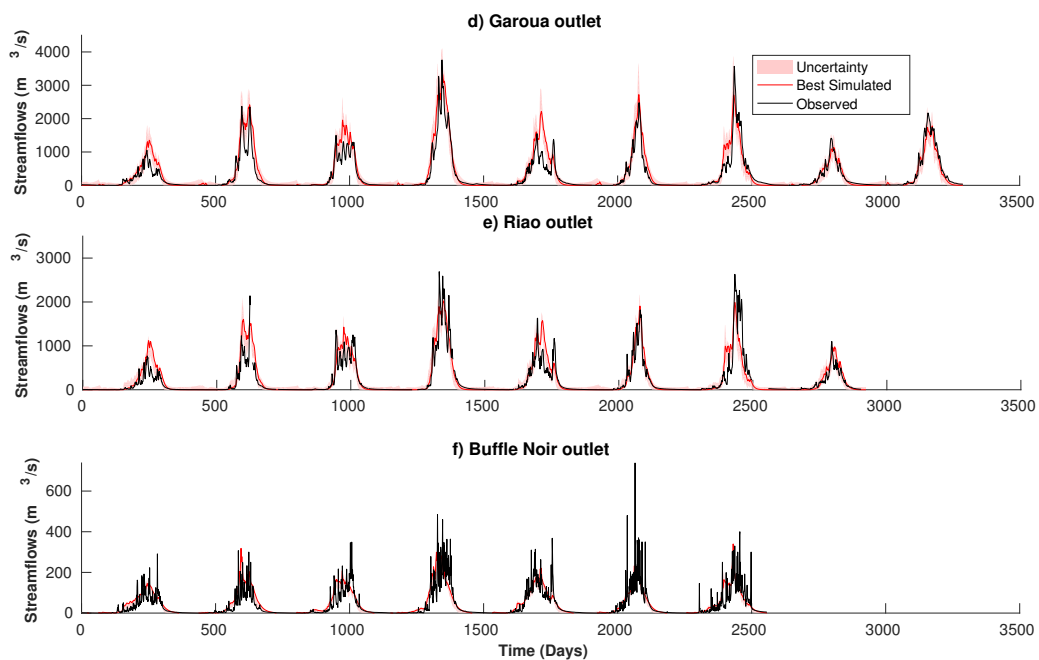 d) Garoua outlet
Streamflows (m 3/s)
4000
3000
2000
1000
0
Uncertainty
Best Simulated
Observed
0 500 1000 1500 2000 2500 3000 3500
e) Riao outlet
Streamflows (m 3/s)
3000
2000
1000
0
0 500 1000 1500 2000 2500 3000 3500
f) Buffle Noir outlet
Streamflows (m 3/s)
600
400
200
0
0 500 1000 1500 2000 2500 3000 3500
Time (Days)